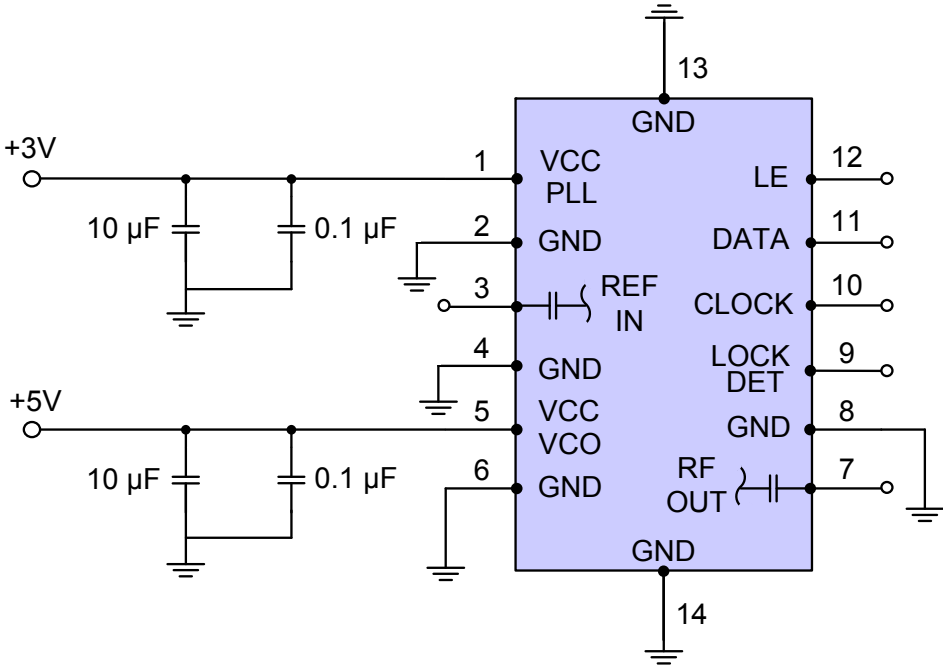 13
GND
+3V
1
VCC
PLL
12
LE
10 µF
0.1 µF
2
GND
11
DATA
3
REF
IN
10
CLOCK
4
GND
9
LOCK
DET
+5V
5
VCC
VCO
8
GND
10 µF
0.1 µF
6
GND
7
RF
OUT
GND
14